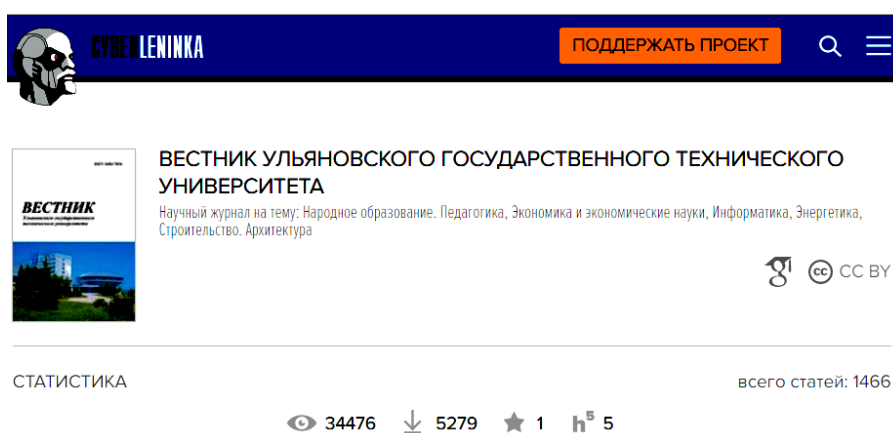 CYBERLENINKA
ПОДДЕРЖАТЬ ПРОЕКТ
ВЕСТНИК УЛЬЯНОВСКОГО ГОСУДАРСТВЕННОГО ТЕХНИЧЕСКОГО
УНИВЕРСИТЕТА
Научный журнал на тему: Народное образование. Педагогика, Экономика и экономические науки, Информатика, Энергетика,
Строительство. Архитектура
ВЕСТНИК
CC BY
СТАТИСТИКА
всего статей: 1466
34476 5279 1 h5 5